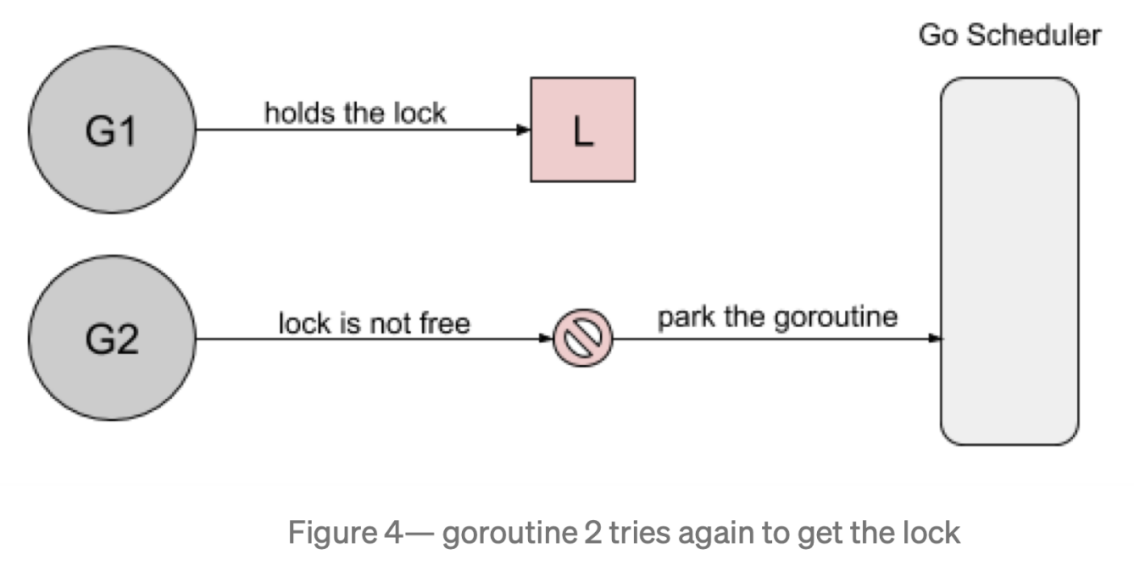 Go Scheduler
G1
holds the lock
L
G2
lock is not free
park the goroutine
Figure 4— goroutine 2 tries again to get the lock